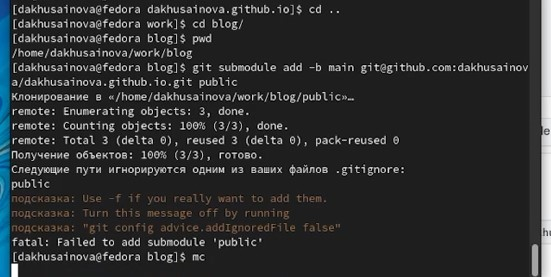 [dakhusainova@fedora dakhusainova.github.io]$ cd ..
[dakhusainova@fedora work]$ cd blog/
[dakhusainova@fedora blog]$ pwd
/home/dakhusainova/work/blog
[dakhusainova@fedora blog]$ git submodule add -b main git@github.com:dakhusainov
a/dakhusainova.github.io.git public
Клонирование в «/home/dakhusainova/work/blog/public»…
remote: Enumerating objects: 3, done.
remote: Counting objects: 100% (3/3), done.
remote: Total 3 (delta 0), reused 3 (delta 0), pack-reused 0
Получение объектов: 100% (3/3), готово.
Следующие пути игнорируются одним из ваших файлов .gitignore:
public
подсказка: Use -f if you really want to add them.
подсказка: Turn this message off by running
подсказка: "git config advice.addIgnoredFile false"
fatal: Failed to add submodule 'public'
[dakhusainova@fedora blog]$ mc